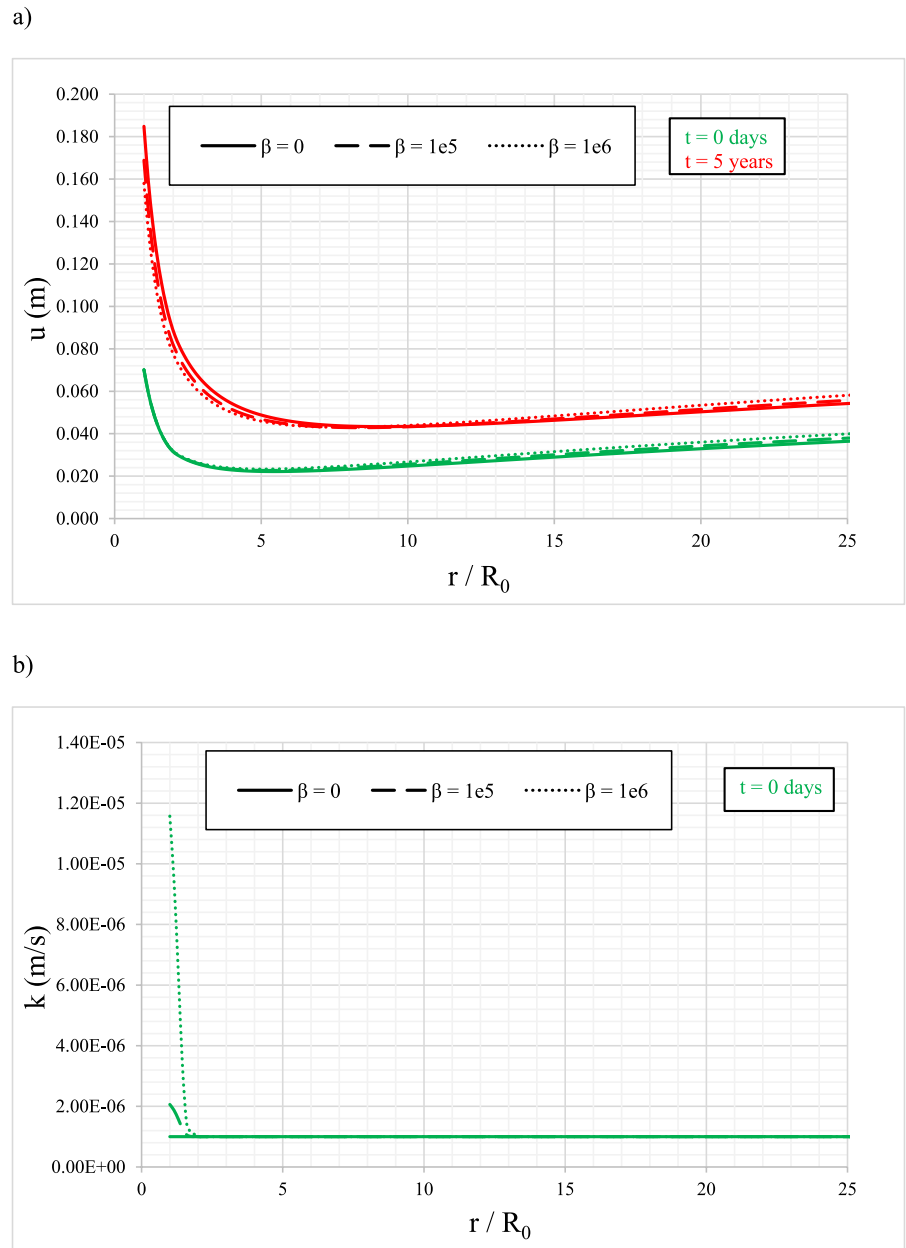 a)
0.200
0.180
0.160
0.140
0.120
0.100
0.080
0.060
0.040
0.020
0.000
u (m)
β = 0 β = 1e5 β = 1e6
t = 0 days
t = 5 years
0 5 10 15 20 25
r / R₀
b)
1.40E-05
1.20E-05
1.00E-05
8.00E-06
6.00E-06
4.00E-06
2.00E-06
0.00E+00
k (m/s)
β = 0 β = 1e5 β = 1e6
t = 0 days
0 5 10 15 20 25
r / R₀